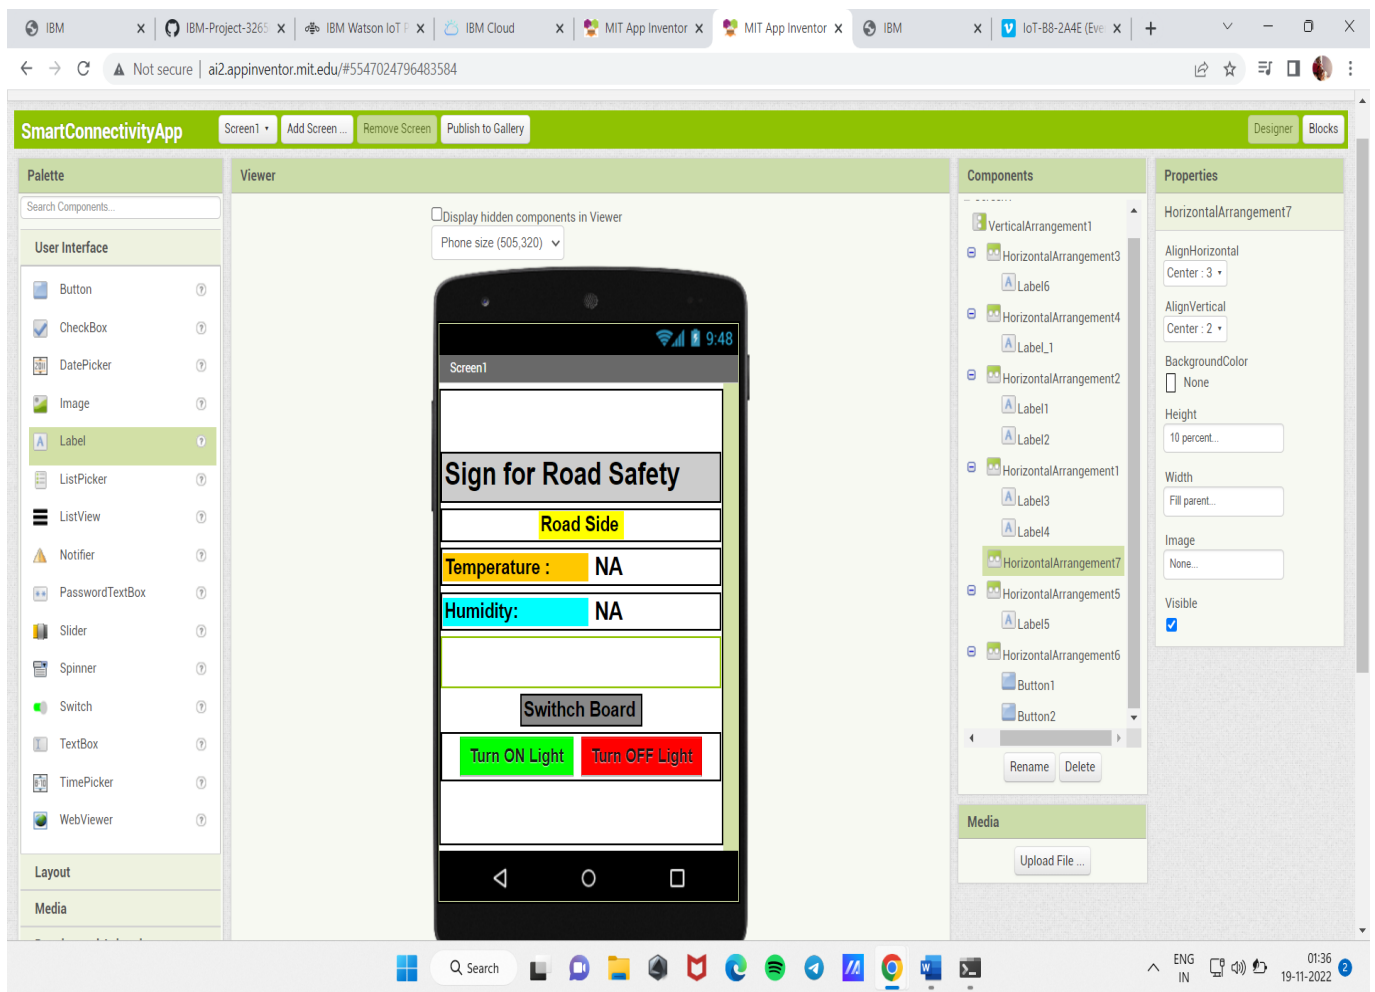 IBM
IBM-Project-3265
IBM Watson IoT P
IBM Cloud
MIT App Inventor
MIT App Inventor
IBM
IoT-B8-2A4E (Eve
Not secure | ai2.appinventor.mit.edu/#5547024796483584
SmartConnectivityApp
Screen1
Add Screen ...
Remove Screen
Publish to Gallery
Designer
Blocks
Palette
Search Components...
User Interface
Button
CheckBox
DatePicker
Image
Label
ListPicker
ListView
Notifier
PasswordTextBox
Slider
Spinner
Switch
TextBox
TimePicker
WebViewer
Layout
Media
Viewer
Display hidden components in Viewer
Phone size (505,320)
9:48
Screen1
Sign for Road Safety
Road Side
Temperature : NA
Humidity: NA
Swithch Board
Turn ON Light Turn OFF Light
Components
VerticalArrangement1
HorizontalArrangement3
Label6
HorizontalArrangement4
Label_1
HorizontalArrangement2
Label1
Label2
HorizontalArrangement1
Label3
Label4
HorizontalArrangement7
HorizontalArrangement5
Label5
HorizontalArrangement6
Button1
Button2
Rename Delete
Media
Upload File ...
Properties
HorizontalArrangement7
AlignHorizontal
Center : 3
AlignVertical
Center : 2
BackgroundColor
None
Height
10 percent...
Width
Fill parent...
Image
None...
Visible
Search
ENG
IN
01:36
19-11-2022
2